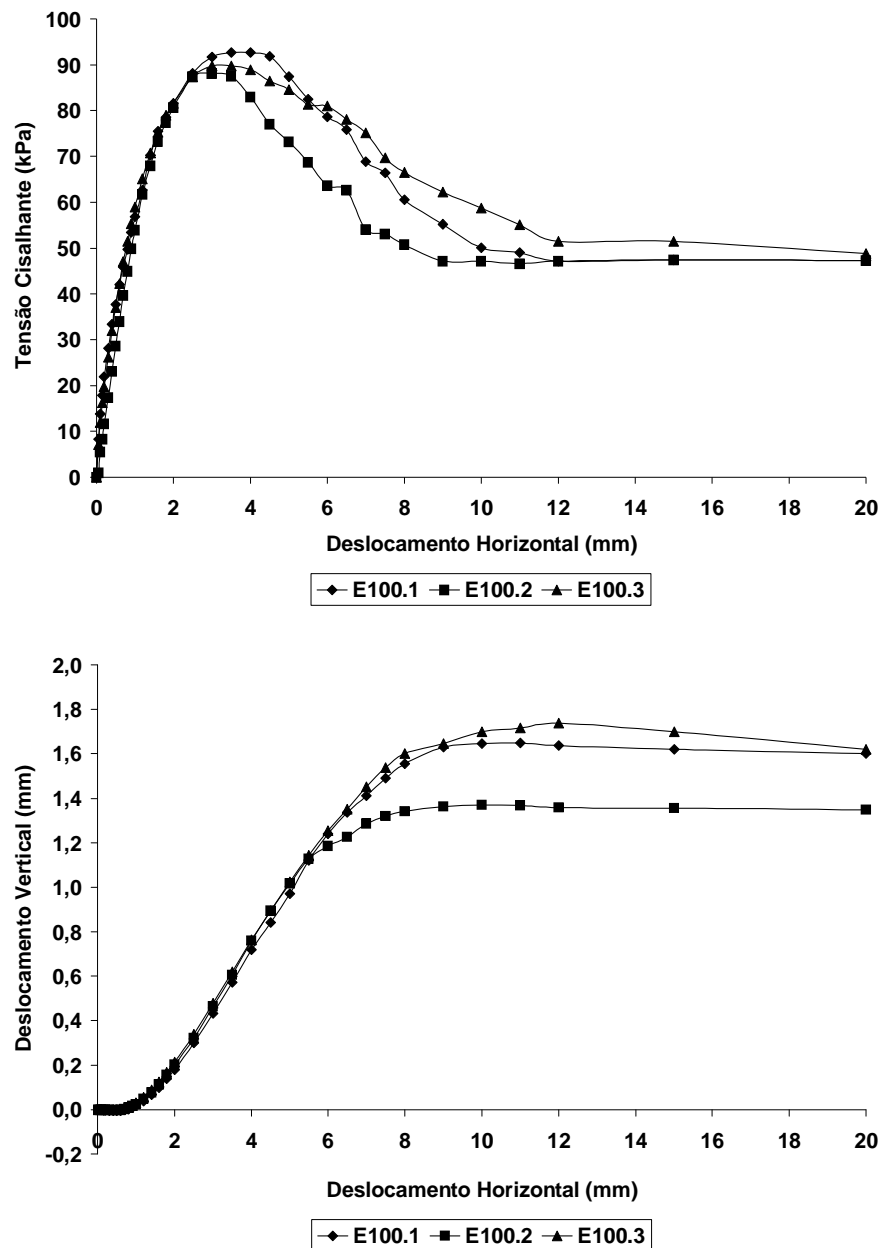 100
90
80
70
60
50
40
30
20
10
0
Tensão Cisalhante (kPa)
0 2 4 6 8 10 12 14 16 18 20
Deslocamento Horizontal (mm)
E100.1 E100.2 E100.3
2,0
1,8
1,6
1,4
1,2
1,0
0,8
0,6
0,4
0,2
0,0
-0,2
Deslocamento Vertical (mm)
0 2 4 6 8 10 12 14 16 18 20
Deslocamento Horizontal (mm)
E100.1 E100.2 E100.3